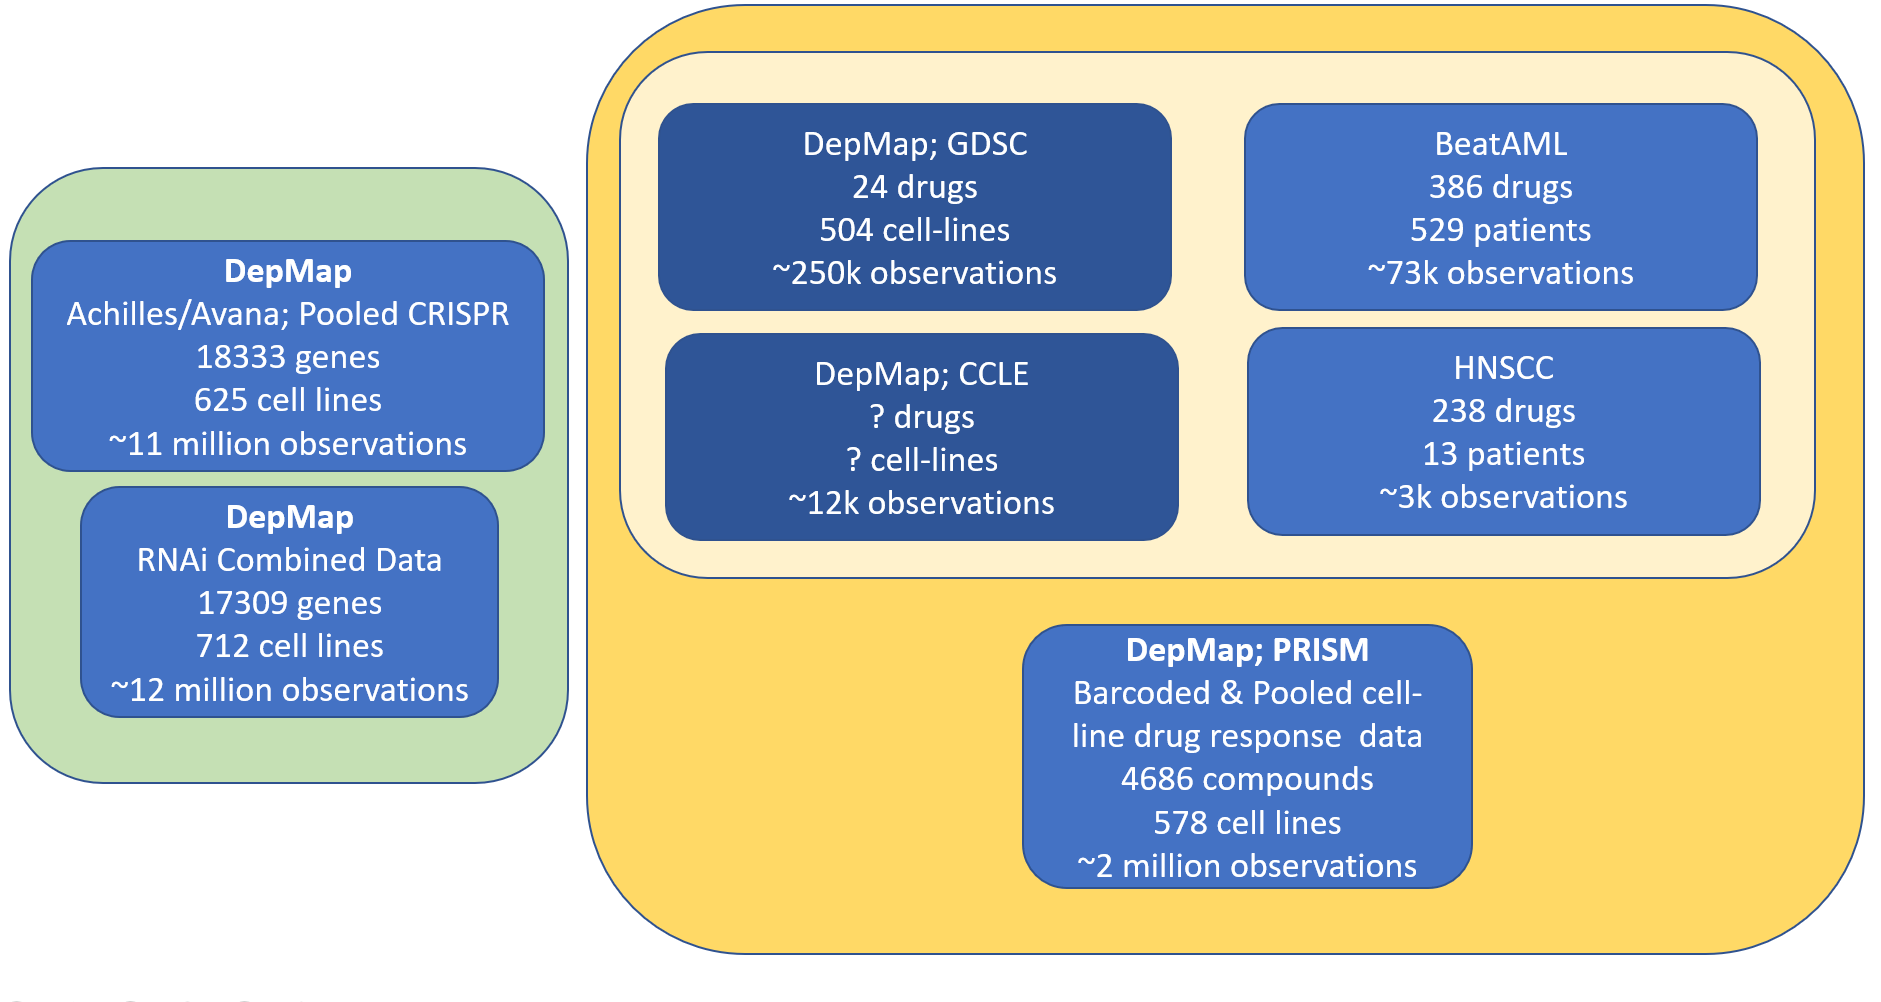 DepMap
Achilles/Avana; Pooled CRISPR
18333 genes
625 cell lines
~11 million observations
DepMap
RNAi Combined Data
17309 genes
712 cell lines
~12 million observations
DepMap; GDSC
24 drugs
504 cell-lines
~250k observations
BeatAML
386 drugs
529 patients
~73k observations
DepMap; CCLE
? drugs
? cell-lines
~12k observations
HNSCC
238 drugs
13 patients
~3k observations
DepMap; PRISM
Barcoded & Pooled cell-
line drug response  data
4686 compounds
578 cell lines
~2 million observations